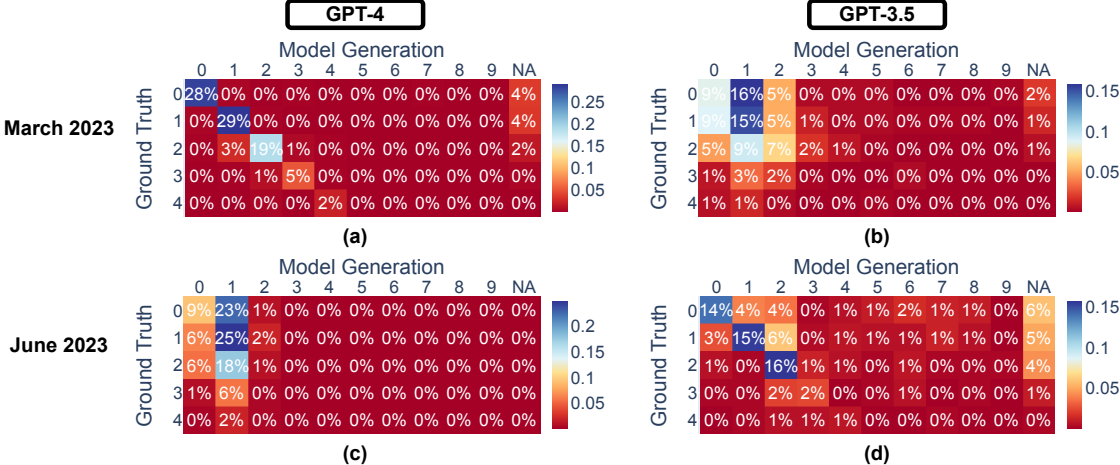 GPT-4
GPT-3.5
Model Generation
0 1 2 3 4 5 6 7 8 9 NA
March 2023
Ground Truth
0 28% 0% 0% 0% 0% 0% 0% 0% 0% 0% 4%
1 0% 29% 0% 0% 0% 0% 0% 0% 0% 0% 4%
2 0% 3% 19% 1% 0% 0% 0% 0% 0% 0% 2%
3 0% 0% 1% 5% 0% 0% 0% 0% 0% 0% 0%
4 0% 0% 0% 0% 2% 0% 0% 0% 0% 0% 0%
0.25
0.2
0.15
0.1
0.05
(a)
Model Generation
0 1 2 3 4 5 6 7 8 9 NA
Ground Truth
0 9% 16% 5% 0% 0% 0% 0% 0% 0% 0% 2%
1 9% 15% 5% 1% 0% 0% 0% 0% 0% 0% 1%
2 5% 9% 7% 2% 1% 0% 0% 0% 0% 0% 1%
3 1% 3% 2% 0% 0% 0% 0% 0% 0% 0% 0%
4 1% 1% 0% 0% 0% 0% 0% 0% 0% 0% 0%
0.15
0.1
0.05
(b)
Model Generation
0 1 2 3 4 5 6 7 8 9 NA
June 2023
Ground Truth
0 9% 23% 1% 0% 0% 0% 0% 0% 0% 0% 0%
1 6% 25% 2% 0% 0% 0% 0% 0% 0% 0% 0%
2 6% 18% 0% 0% 0% 0% 0% 0% 0% 0% 0%
3 1% 6% 0% 0% 0% 0% 0% 0% 0% 0% 0%
4 0% 2% 0% 0% 0% 0% 0% 0% 0% 0% 0%
0.2
0.15
0.1
0.05
(c)
Model Generation
0 1 2 3 4 5 6 7 8 9 NA
Ground Truth
0 14% 4% 4% 0% 1% 1% 2% 1% 1% 0% 6%
1 3% 15% 6% 0% 1% 1% 1% 1% 1% 0% 5%
2 1% 0% 16% 1% 1% 0% 1% 0% 0% 0% 4%
3 0% 0% 2% 2% 0% 0% 1% 0% 0% 0% 1%
4 0% 0% 1% 1% 1% 0% 0% 0% 0% 0% 0%
0.15
0.1
0.05
(d)